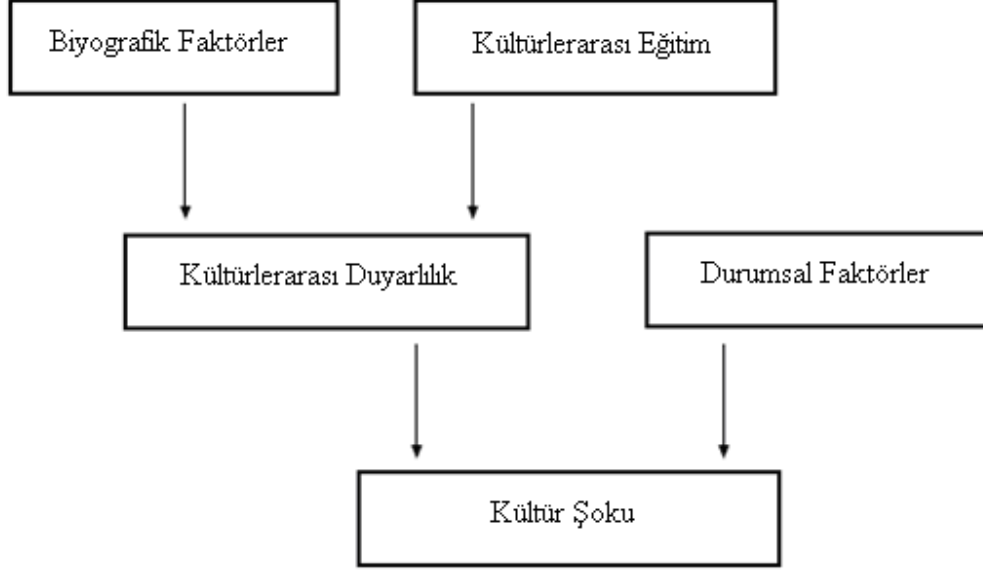 Biyografik Faktörler
Kültürlerarası Eğitim
Kültürlerarası Duyarlılık
Durumsal Faktörler
Kültür Şoku